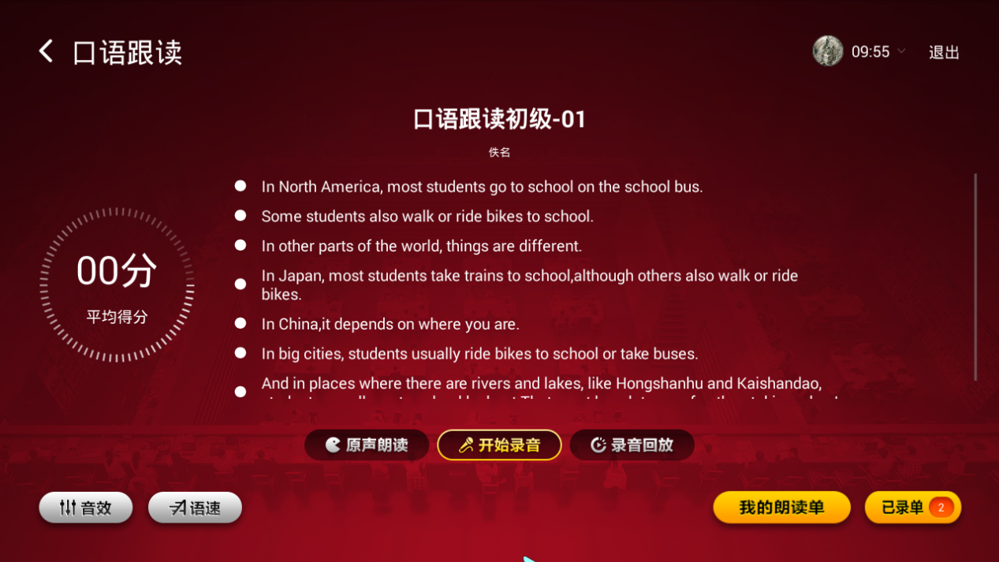 口语跟读
09:55
退出
口语跟读初级-01
佚名
In North America, most students go to school on the school bus.
Some students also walk or ride bikes to school.
In other parts of the world, things are different.
In Japan, most students take trains to school,although others also walk or ride
bikes.
In China,it depends on where you are.
In big cities, students usually ride bikes to school or take buses.
And in places where there are rivers and lakes, like Hongshanhu and Kaishandao,
00分
平均得分
原声朗读
开始录音
录音回放
音效
语速
我的朗读单
已录单 2